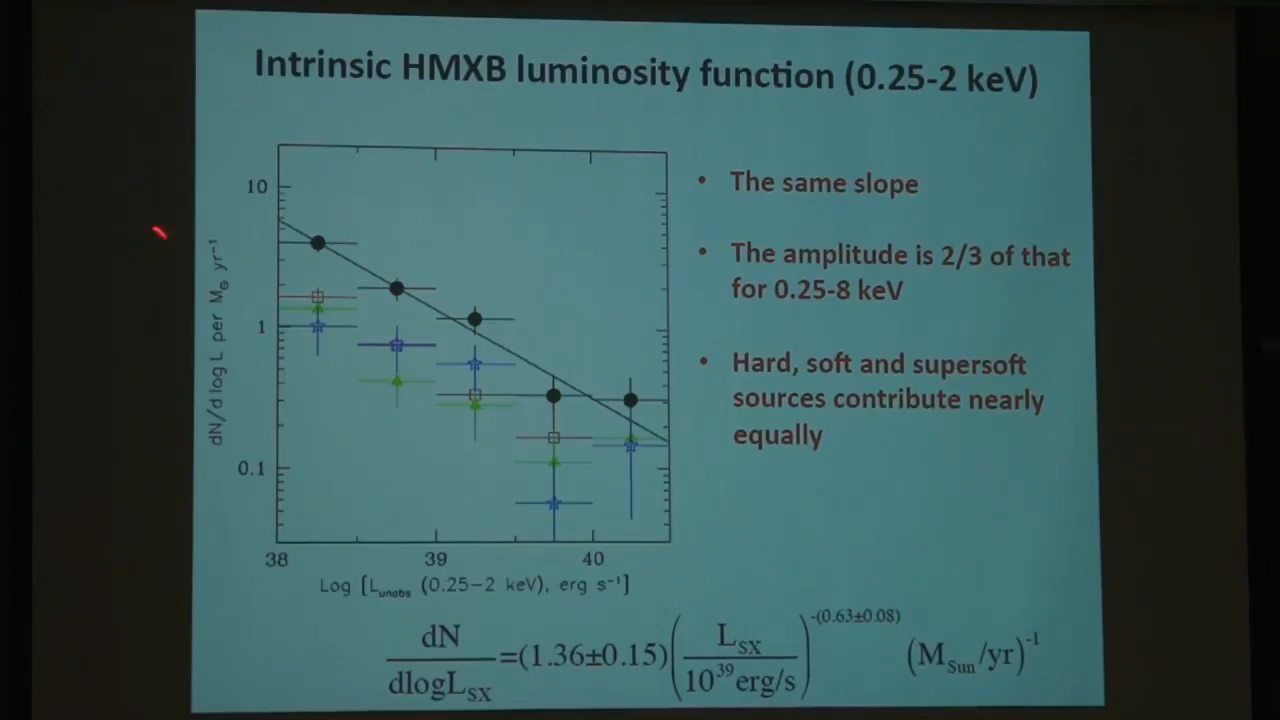 Intrinsic HMXB luminosity function (0.25-2 keV)
10
1
0.1
dN/d log L per M⊙ yr⁻¹
38 39 40
Log [Lunobs (0.25−2 keV), erg s⁻¹]
• The same slope
• The amplitude is 2/3 of that
for 0.25-8 keV
• Hard, soft and supersoft
sources contribute nearly
equally
dN/dlogL_SX =(1.36±0.15)(L_SX/10³⁹erg/s)^-(0.63±0.08) (M_Sun/yr)⁻¹